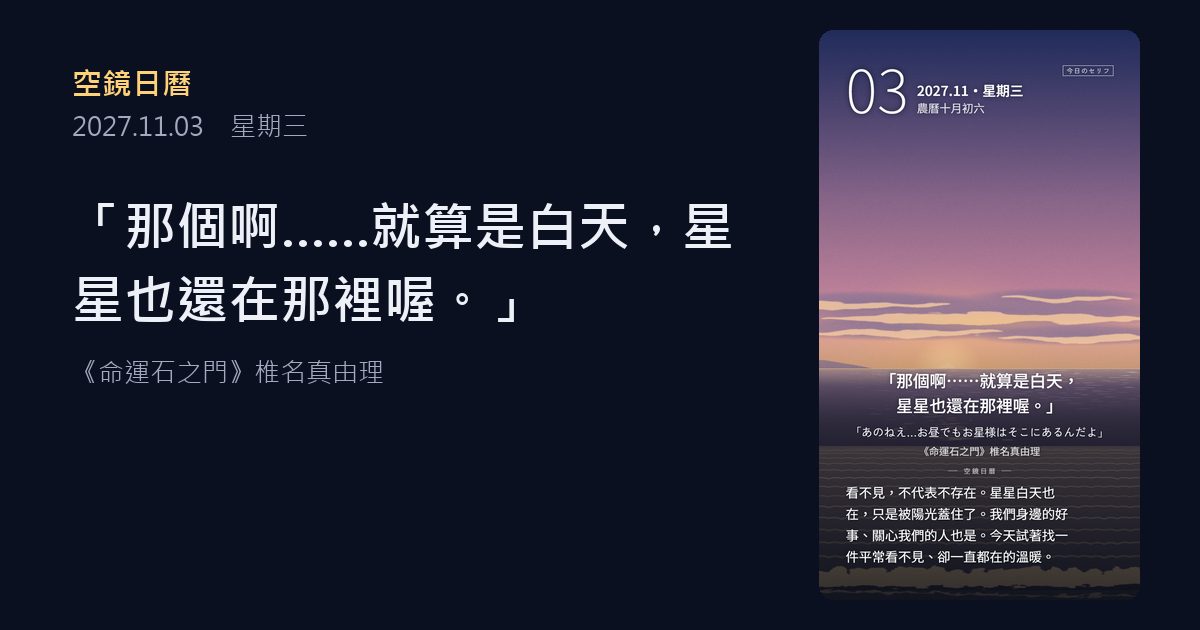 空鏡日曆
2027.11.03　星期三
「那個啊……就算是白天，星
星也還在那裡喔。」
《命運石之門》椎名真由理
今日のセリフ
03
2027.11・星期三
農曆十月初六
「那個啊……就算是白天，
星星也還在那裡喔。」
「あのねえ…お昼でもお星様はそこにあるんだよ」
《命運石之門》椎名真由理
— 空鏡日曆 —
看不見，不代表不存在。星星白天也
在，只是被陽光蓋住了。我們身邊的好
事、關心我們的人也是。今天試著找一
件平常看不見、卻一直都在的溫暖。